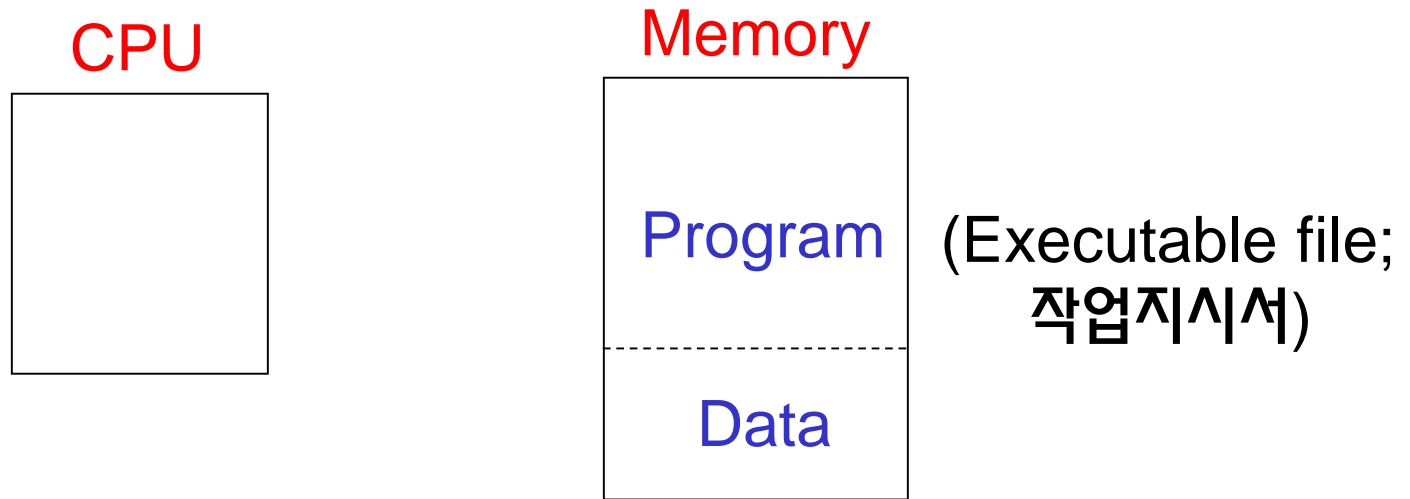 CPU
Memory
Program
(Executable file;
작업지시서)
Data